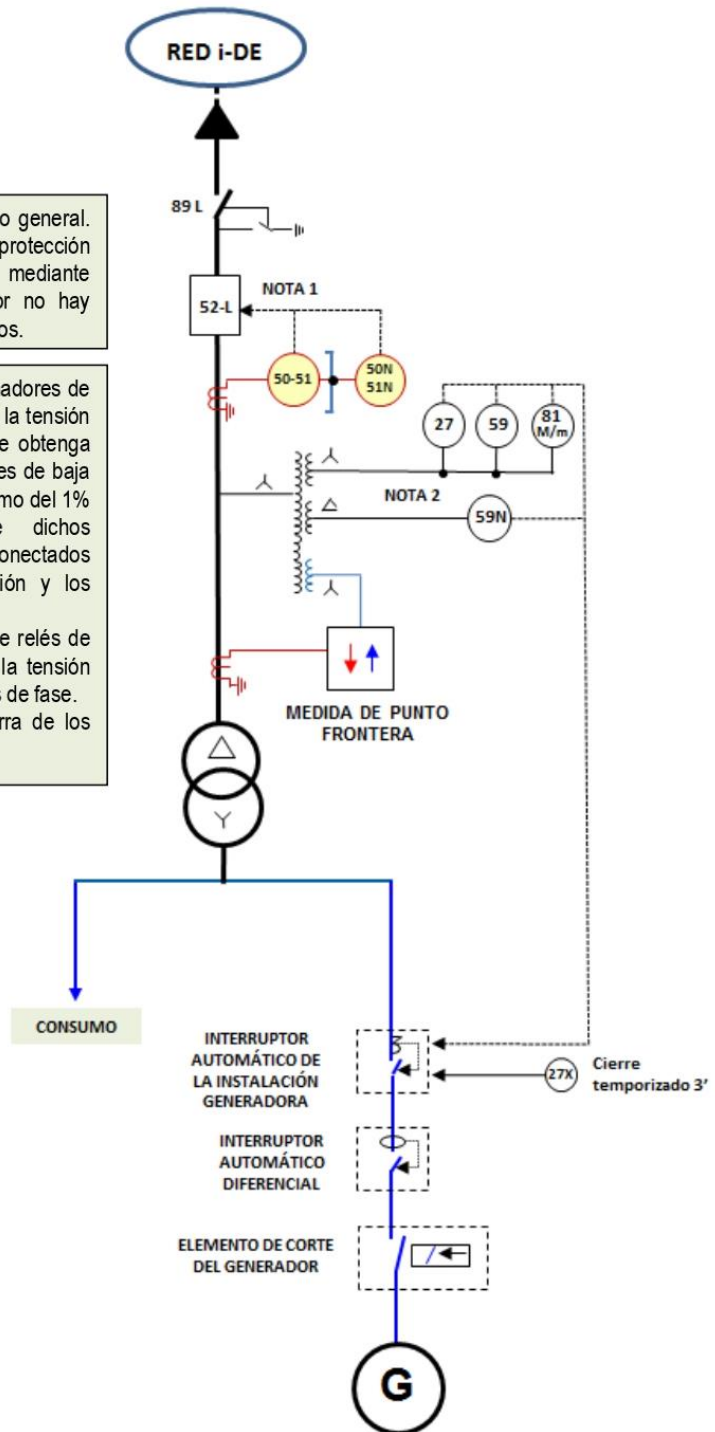 RED i-DE
89 L
o general.
protección
mediante
or no hay
os.
52-L
NOTA 1
50-51
50N
51N
adores de
la tensión
e obtenga
es de baja
mo del 1%
e dichos
onectados
ión y los
e relés de
la tensión
s de fase.
rra de los
27
59
81
M/m
NOTA 2
59N
MEDIDA DE PUNTO
FRONTERA
CONSUMO
INTERRUPTOR
AUTOMÁTICO DE
LA INSTALACIÓN
GENERADORA
27X
Cierre
temporizado 3'
INTERRUPTOR
AUTOMÁTICO
DIFERENCIAL
ELEMENTO DE CORTE
DEL GENERADOR
G